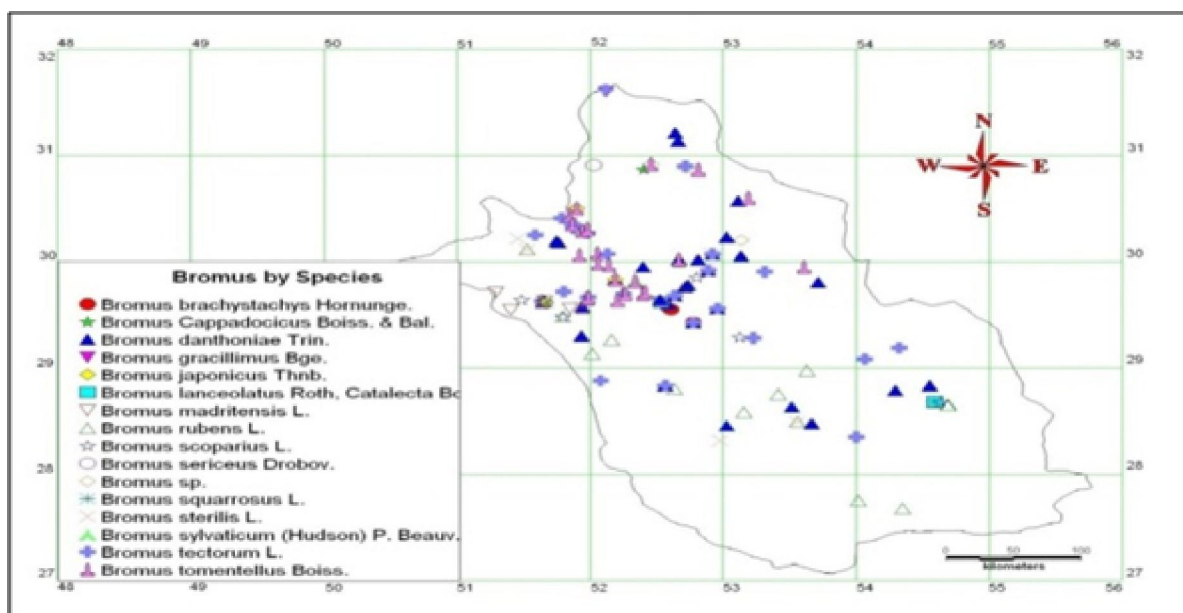 48 49 50 51 52 53 54 55 56
32 32
N
31 31
W E
S
30 30
Bromus by Species
Bromus brachystachys Hornunge.
Bromus Cappadocicus Boiss. & Bal.
Bromus danthoniae Trin.
29 29
Bromus gracillimus Bge.
Bromus japonicus Thnb.
Bromus lanceolatus Roth, Catalecta Bo
Bromus madritensis L.
Bromus rubens L.
Bromus scoparius L.
28 28
Bromus sericeus Drobov.
Bromus sp.
Bromus squarrosus L.
Bromus sterilis L.
Bromus sylvaticum (Hudson) P. Beauv.
Bromus tectorum L.
0 50 100
kilometers
Bromus tomentellus Boiss.
27 27
48 49 50 51 52 53 54 55 56